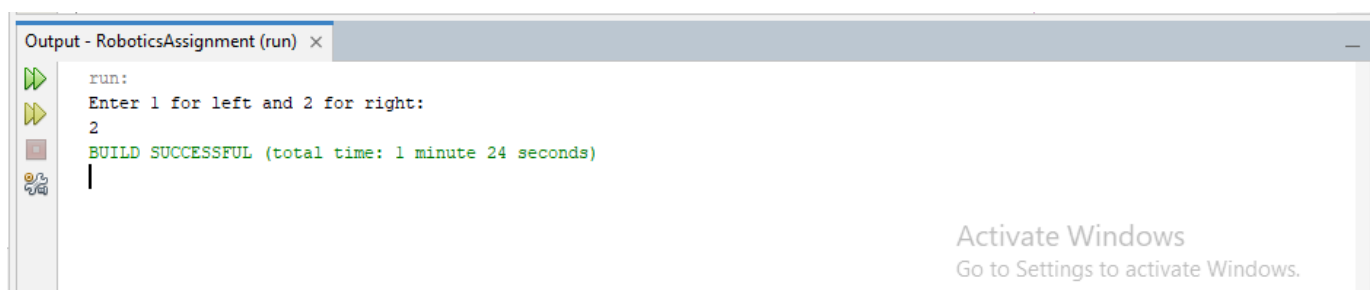 Output - RoboticsAssignment (run) ×
run:
Enter 1 for left and 2 for right:
2
BUILD SUCCESSFUL (total time: 1 minute 24 seconds)
Activate Windows
Go to Settings to activate Windows.